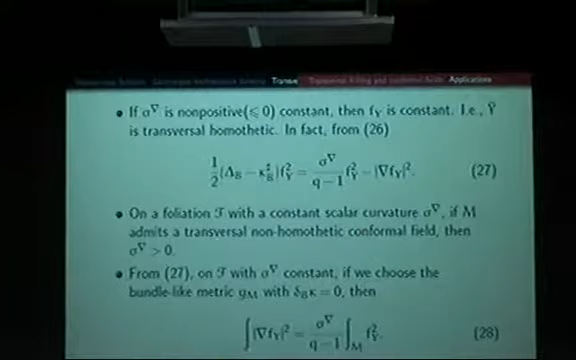 Transversal Killing and conformal fields Applications
• If σ^∇ is nonpositive(⩽ 0) constant, then f_Y is constant. I.e., Ȳ
is transversal homothetic. In fact, from (26)
1/2(Δ_B − κ_B^♯)f_Y^2 = σ^∇/(q−1) f_Y^2 − |∇f_Y|^2. (27)
• On a foliation ℱ with a constant scalar curvature σ^∇, if M
admits a transversal non-homothetic conformal field, then
σ^∇ > 0.
• From (27), on ℱ with σ^∇ constant, if we choose the
bundle-like metric g_M with δ_Bκ = 0, then
∫|∇f_Y|^2 = σ^∇/(q−1) ∫_M f_Y^2. (28)